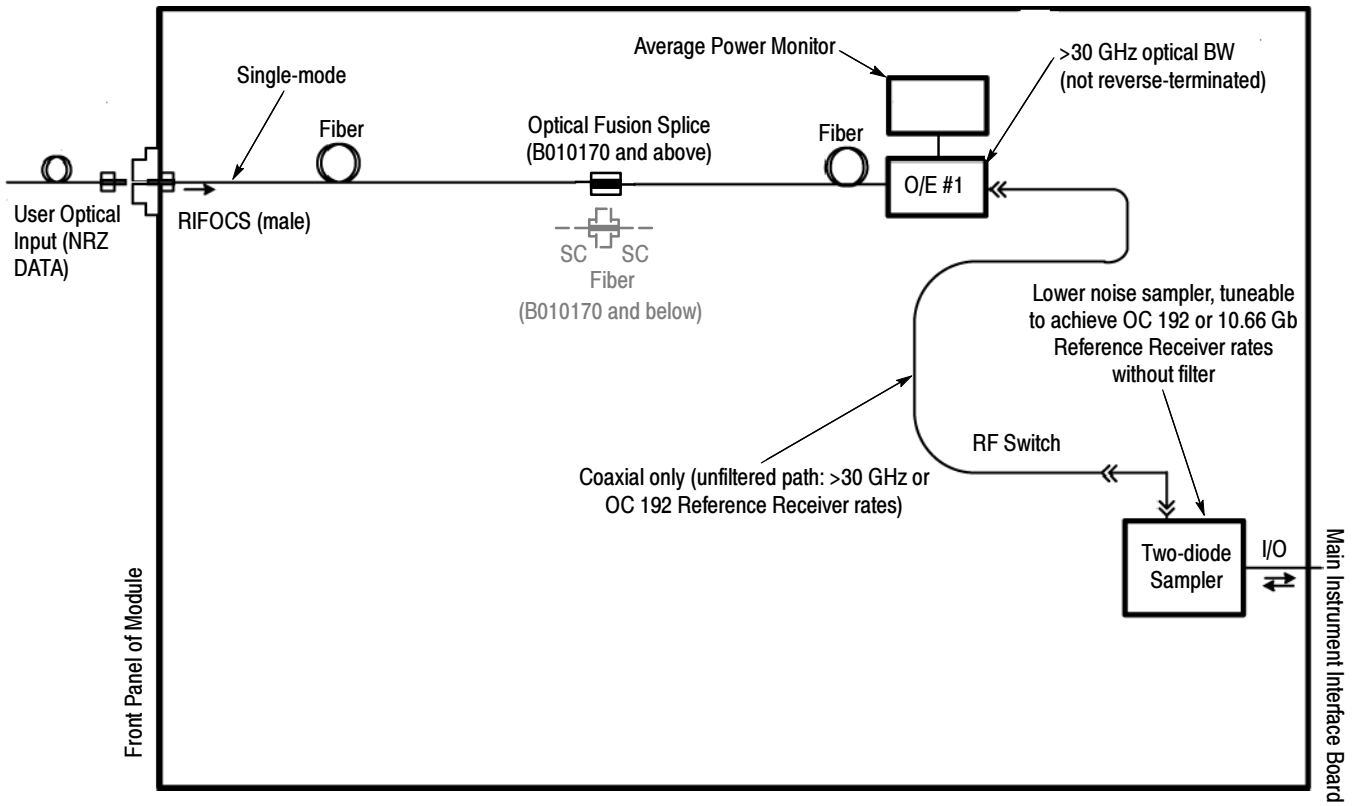 Average Power Monitor
>30 GHz optical BW
(not reverse-terminated)
Single-mode
Fiber
Optical Fusion Splice
(B010170 and above)
Fiber
O/E #1
User Optical
Input (NRZ
DATA)
RIFOCS (male)
SC SC
Fiber
(B010170 and below)
Lower noise sampler, tuneable
to achieve OC 192 or 10.66 Gb
Reference Receiver rates
without filter
RF Switch
Coaxial only (unfiltered path: >30 GHz or
OC 192 Reference Receiver rates)
Two-diode
Sampler
I/O
Front Panel of Module
Main Instrument Interface Board